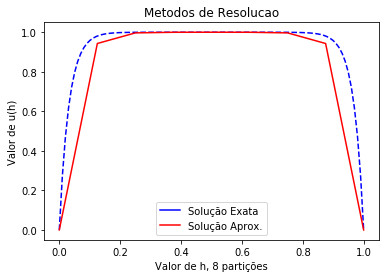 Metodos de Resolucao
Valor de u(h)
1.0
0.8
0.6
0.4
0.2
0.0
Solução Exata
Solução Aprox.
0.0 0.2 0.4 0.6 0.8 1.0
Valor de h, 8 partições